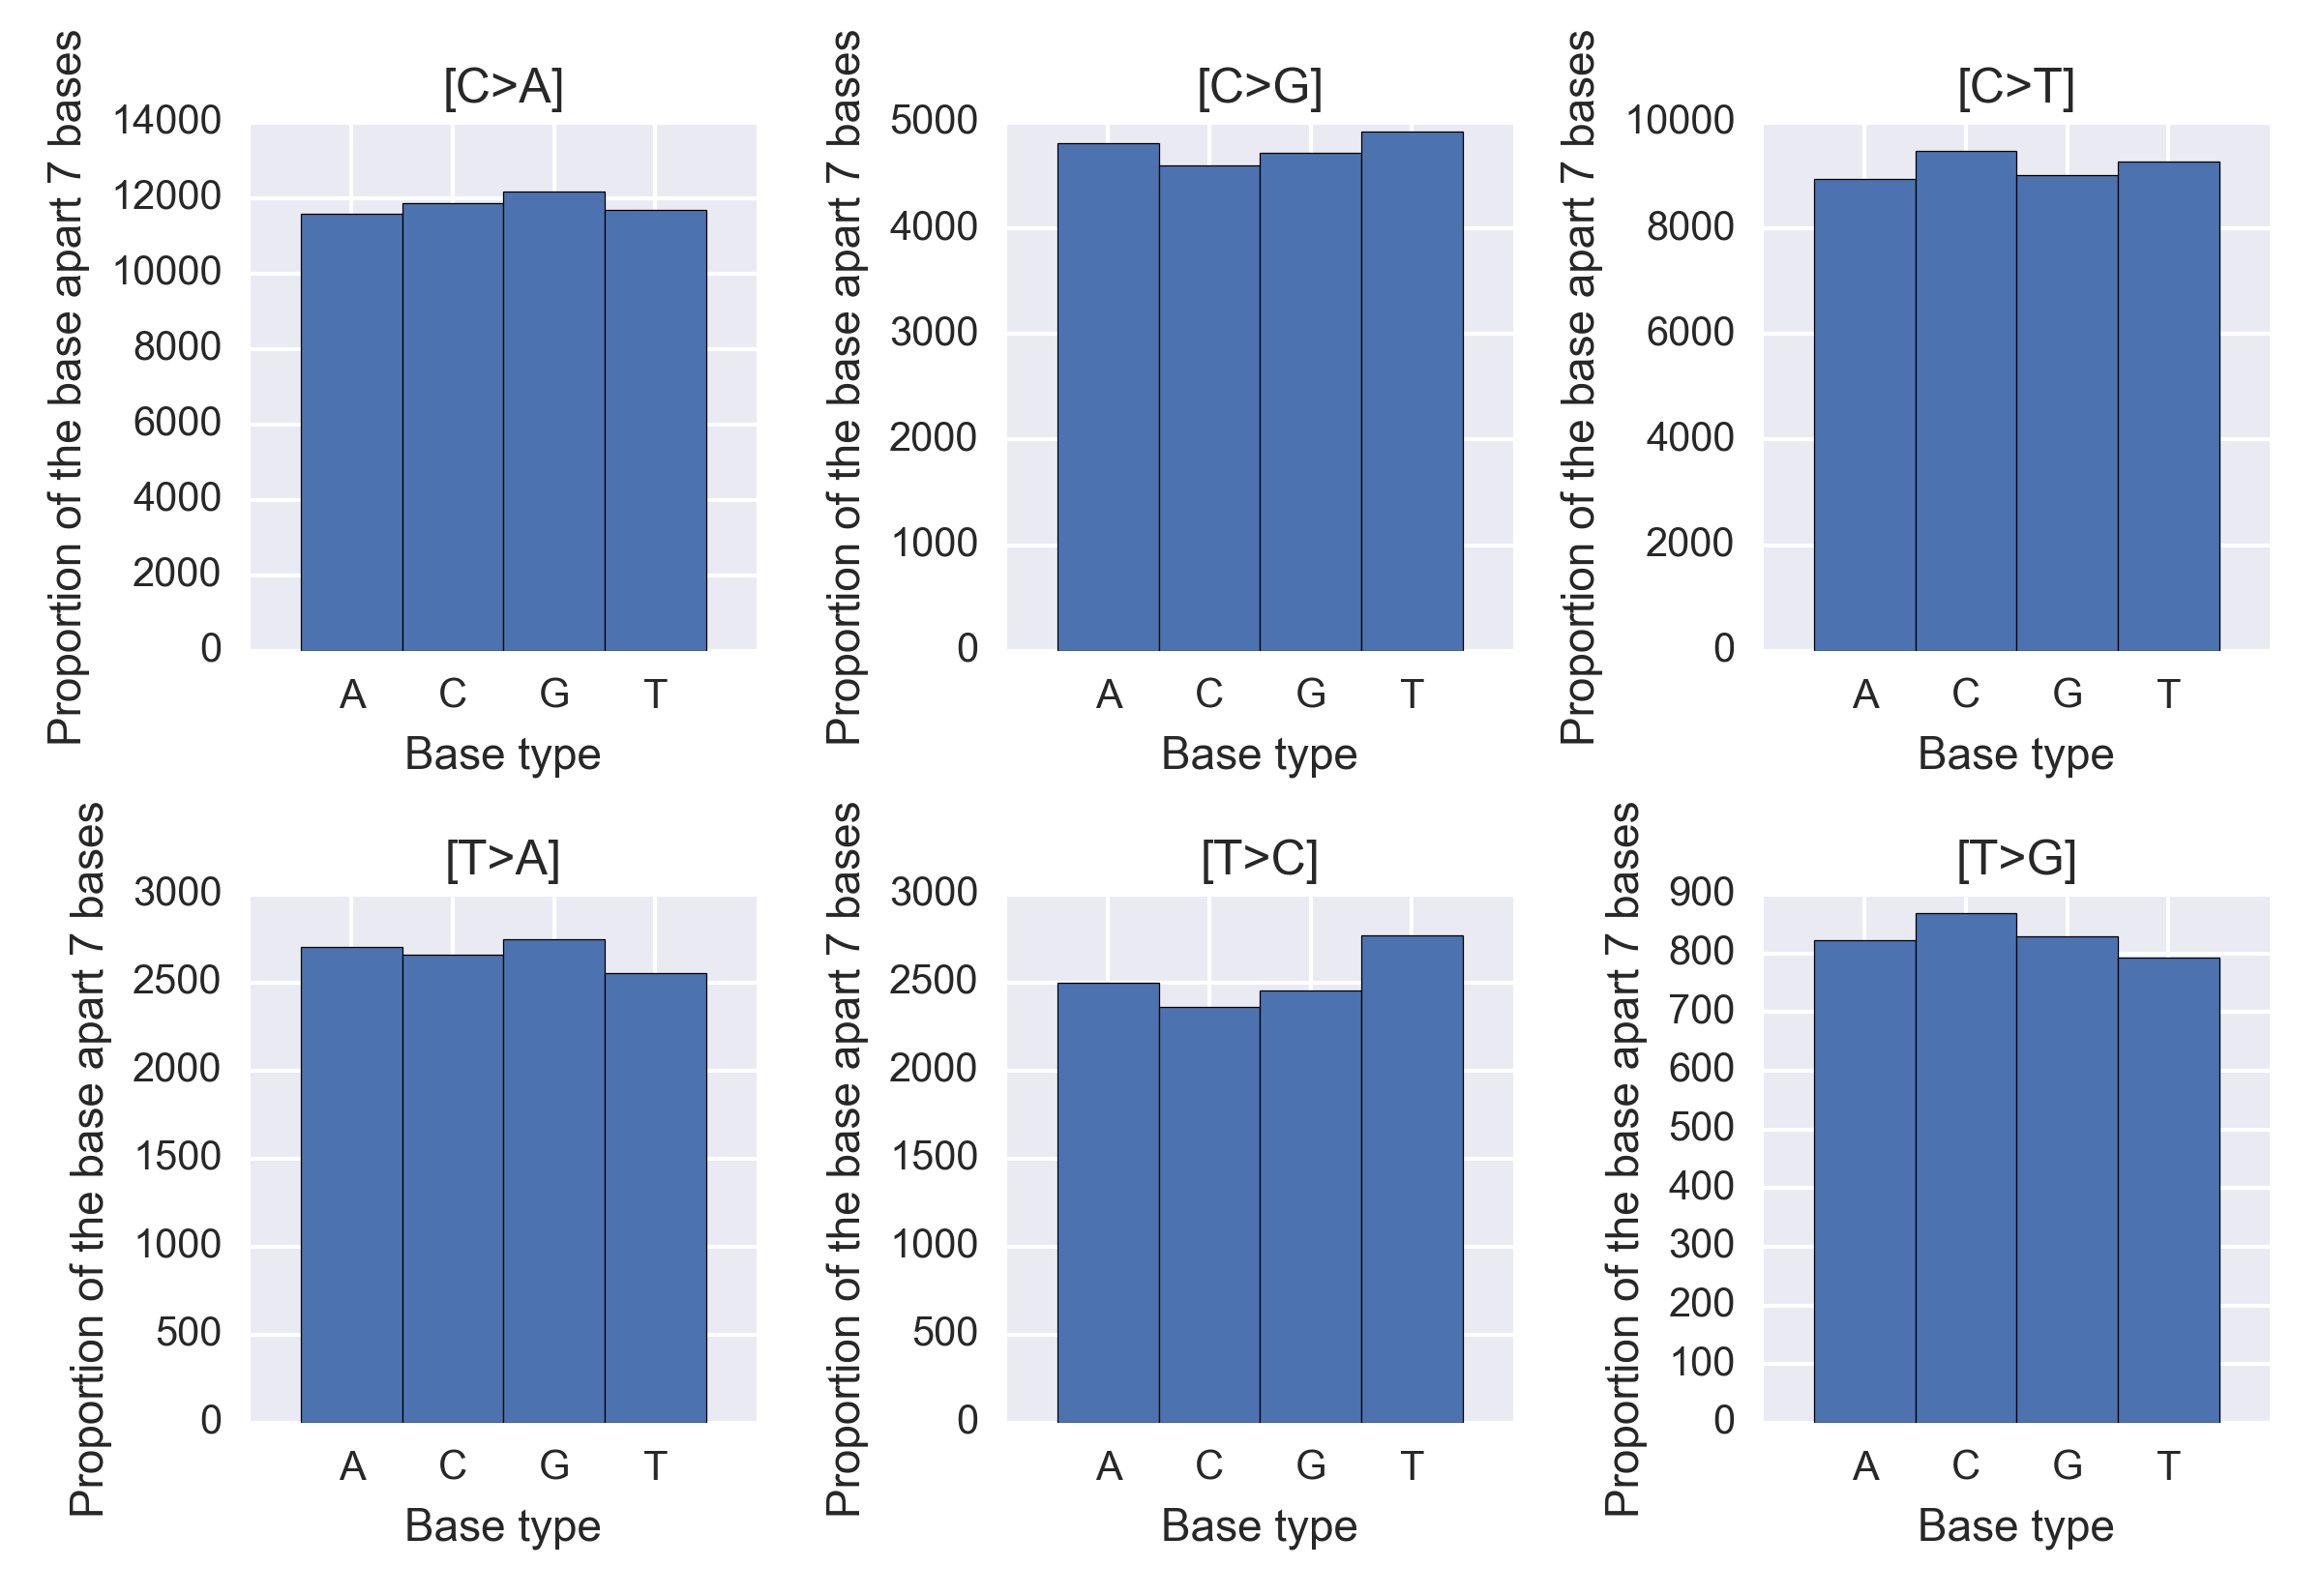 [C>A]
Proportion of the base apart 7 bases
14000
12000
10000
8000
6000
4000
2000
0
A C G T
Base type
[C>G]
Proportion of the base apart 7 bases
5000
4000
3000
2000
1000
0
A C G T
Base type
[C>T]
Proportion of the base apart 7 bases
10000
8000
6000
4000
2000
0
A C G T
Base type
[T>A]
Proportion of the base apart 7 bases
3000
2500
2000
1500
1000
500
0
A C G T
Base type
[T>C]
Proportion of the base apart 7 bases
3000
2500
2000
1500
1000
500
0
A C G T
Base type
[T>G]
Proportion of the base apart 7 bases
900
800
700
600
500
400
300
200
100
0
A C G T
Base type